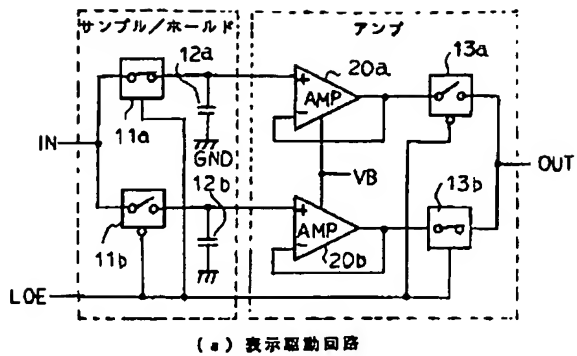 サンプル／ホールド
アンプ
12a
20a
13a
AMP
11a
IN
GND
12b
VB
13b
OUT
11b
AMP
20b
LOE
(a) 表示駆動回路